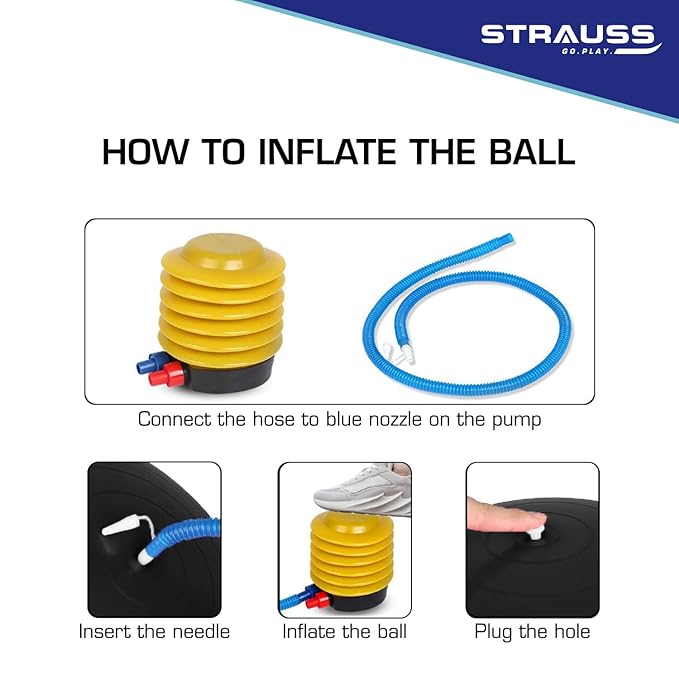 STRAUSS
GO.PLAY.
HOW TO INFLATE THE BALL
Connect the hose to blue nozzle on the pump
Insert the needle
Inflate the ball
Plug the hole